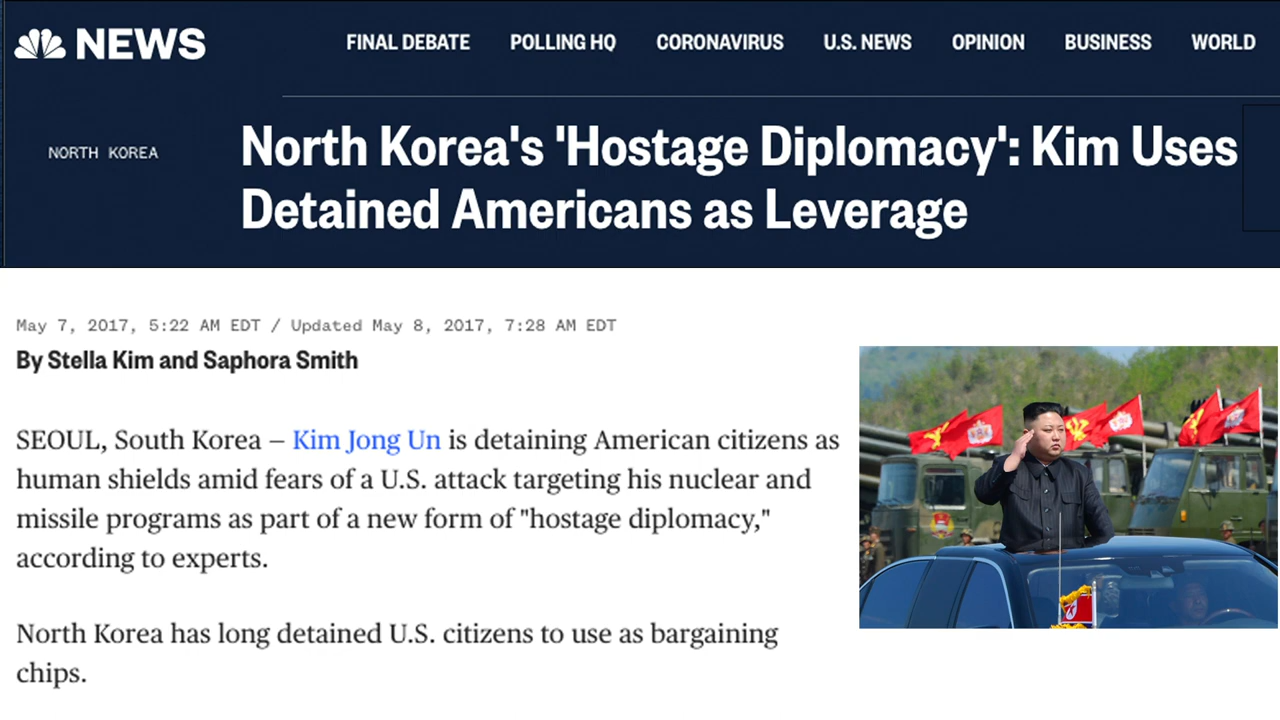 NEWS
FINAL DEBATE POLLING HQ CORONAVIRUS U.S. NEWS OPINION BUSINESS WORLD
NORTH KOREA
North Korea's 'Hostage Diplomacy': Kim Uses
Detained Americans as Leverage
May 7, 2017, 5:22 AM EDT / Updated May 8, 2017, 7:28 AM EDT
By Stella Kim and Saphora Smith
SEOUL, South Korea — Kim Jong Un is detaining American citizens as
human shields amid fears of a U.S. attack targeting his nuclear and
missile programs as part of a new form of "hostage diplomacy,"
according to experts.
North Korea has long detained U.S. citizens to use as bargaining
chips.